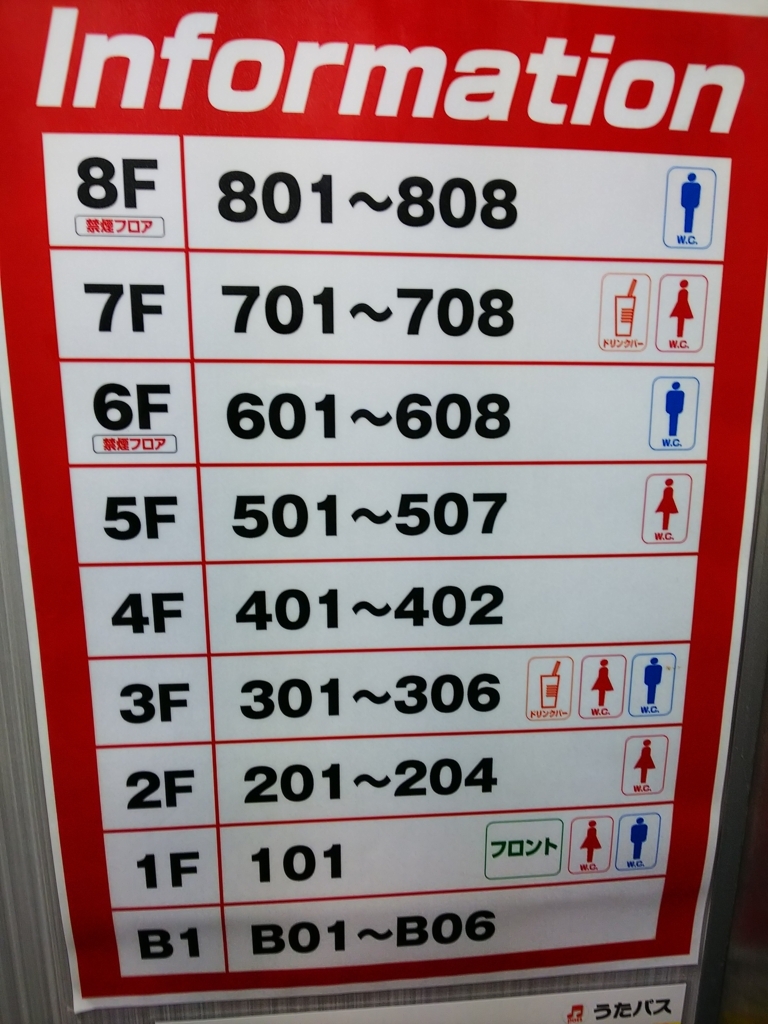 Information
8F 801～808
禁煙フロア W.C.
7F 701～708
ドリンクバー W.C.
6F 601～608
禁煙フロア W.C.
5F 501～507
W.C.
4F 401～402
3F 301～306
ドリンクバー W.C. W.C.
2F 201～204
W.C.
1F 101 フロント
W.C. W.C.
B1 B01～B06
うたパス